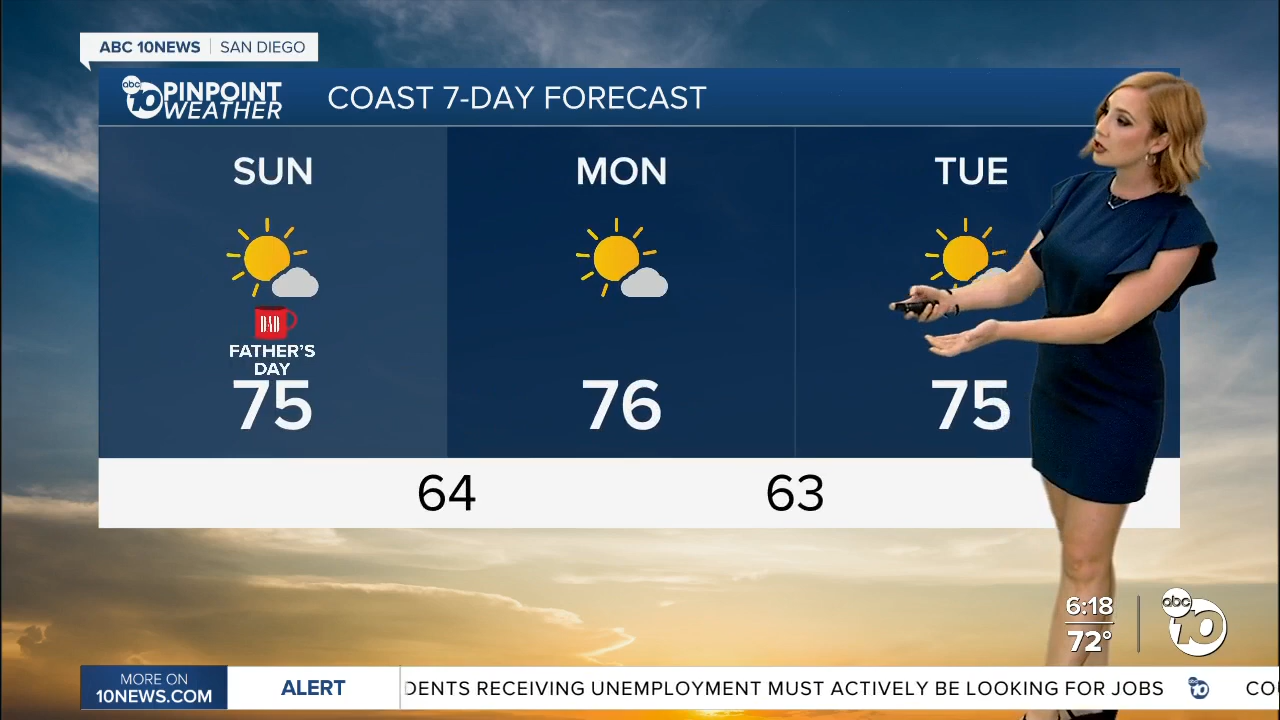 ABC 10NEWS | SAN DIEGO
abc 10 PINPOINT WEATHER
COAST 7-DAY FORECAST
SUN
MON
TUE
DAD
FATHER'S
DAY
75
76
75
64
63
6:18
72°
abc 10
MORE ON
10NEWS.COM
ALERT
DENTS RECEIVING UNEMPLOYMENT MUST ACTIVELY BE LOOKING FOR JOBS abc 10